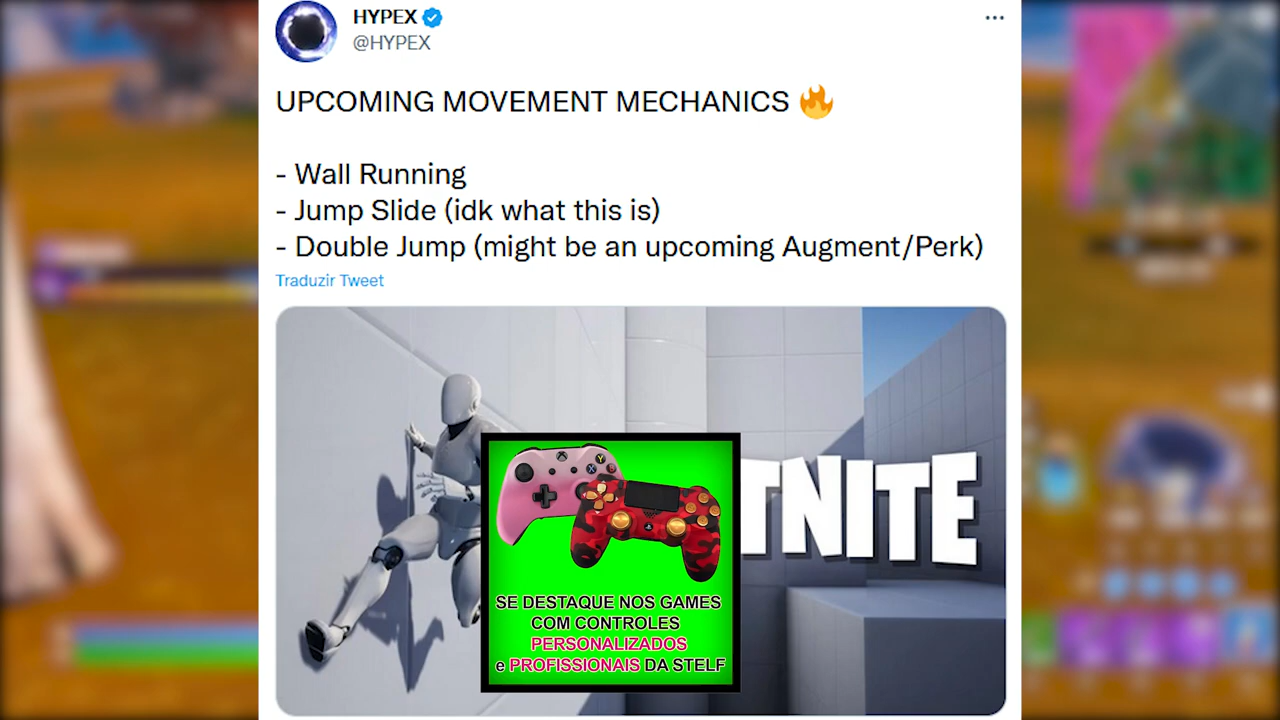 HYPEX
@HYPEX
UPCOMING MOVEMENT MECHANICS 🔥
- Wall Running
- Jump Slide (idk what this is)
- Double Jump (might be an upcoming Augment/Perk)
Traduzir Tweet
TNITE
SE DESTAQUE NOS GAMES
COM CONTROLES
PERSONALIZADOS
e PROFISSIONAIS DA STELF